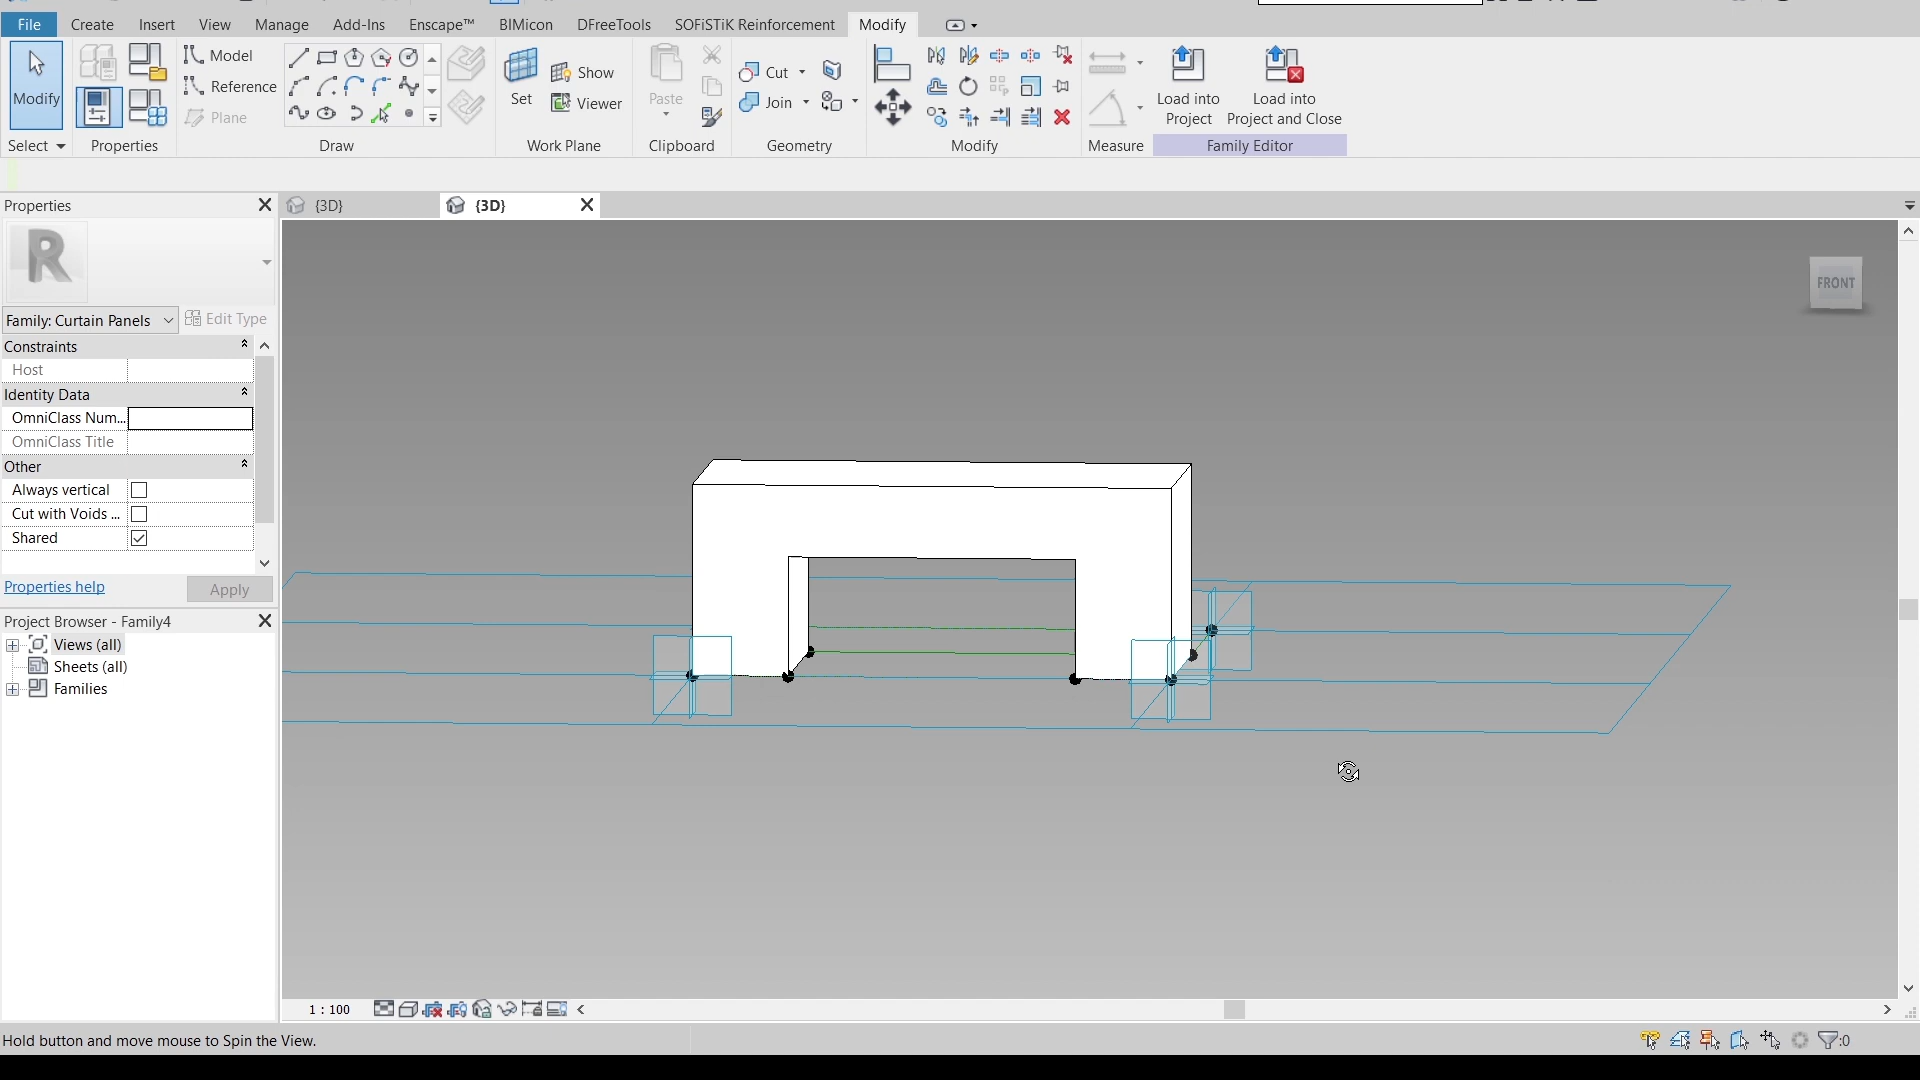 File Create Insert View Manage Add-Ins Enscape™ BIMicon DFreeTools SOFiSTiK Reinforcement Modify
Modify
Model
Reference
Plane
Set
Show
Viewer
Paste
Cut
Join
Load into Project
Load into Project and Close
Select Properties Draw Work Plane Clipboard Geometry Modify Measure Family Editor
Properties
{3D} {3D}
R
FRONT
Family: Curtain Panels Edit Type
Constraints
Host
Identity Data
OmniClass Num...
OmniClass Title
Other
Always vertical
Cut with Voids ...
Shared
Properties help Apply
Project Browser - Family4
Views (all)
Sheets (all)
Families
1 : 100
Hold button and move mouse to Spin the View.
:0